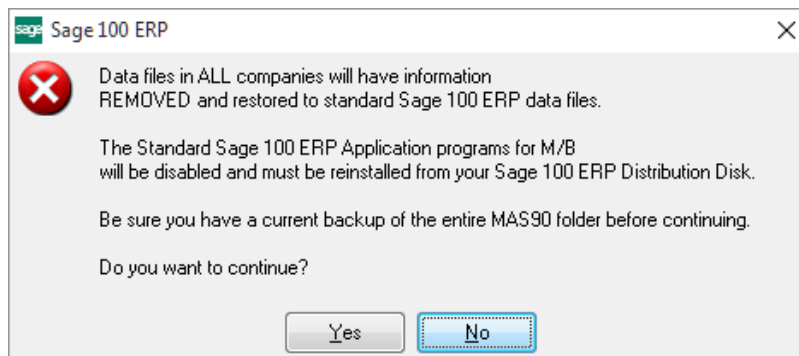 sage Sage 100 ERP
Data files in ALL companies will have information
REMOVED and restored to standard Sage 100 ERP data files.
The Standard Sage 100 ERP Application programs for M/B
will be disabled and must be reinstalled from your Sage 100 ERP Distribution Disk.
Be sure you have a current backup of the entire MAS90 folder before continuing.
Do you want to continue?
Yes No